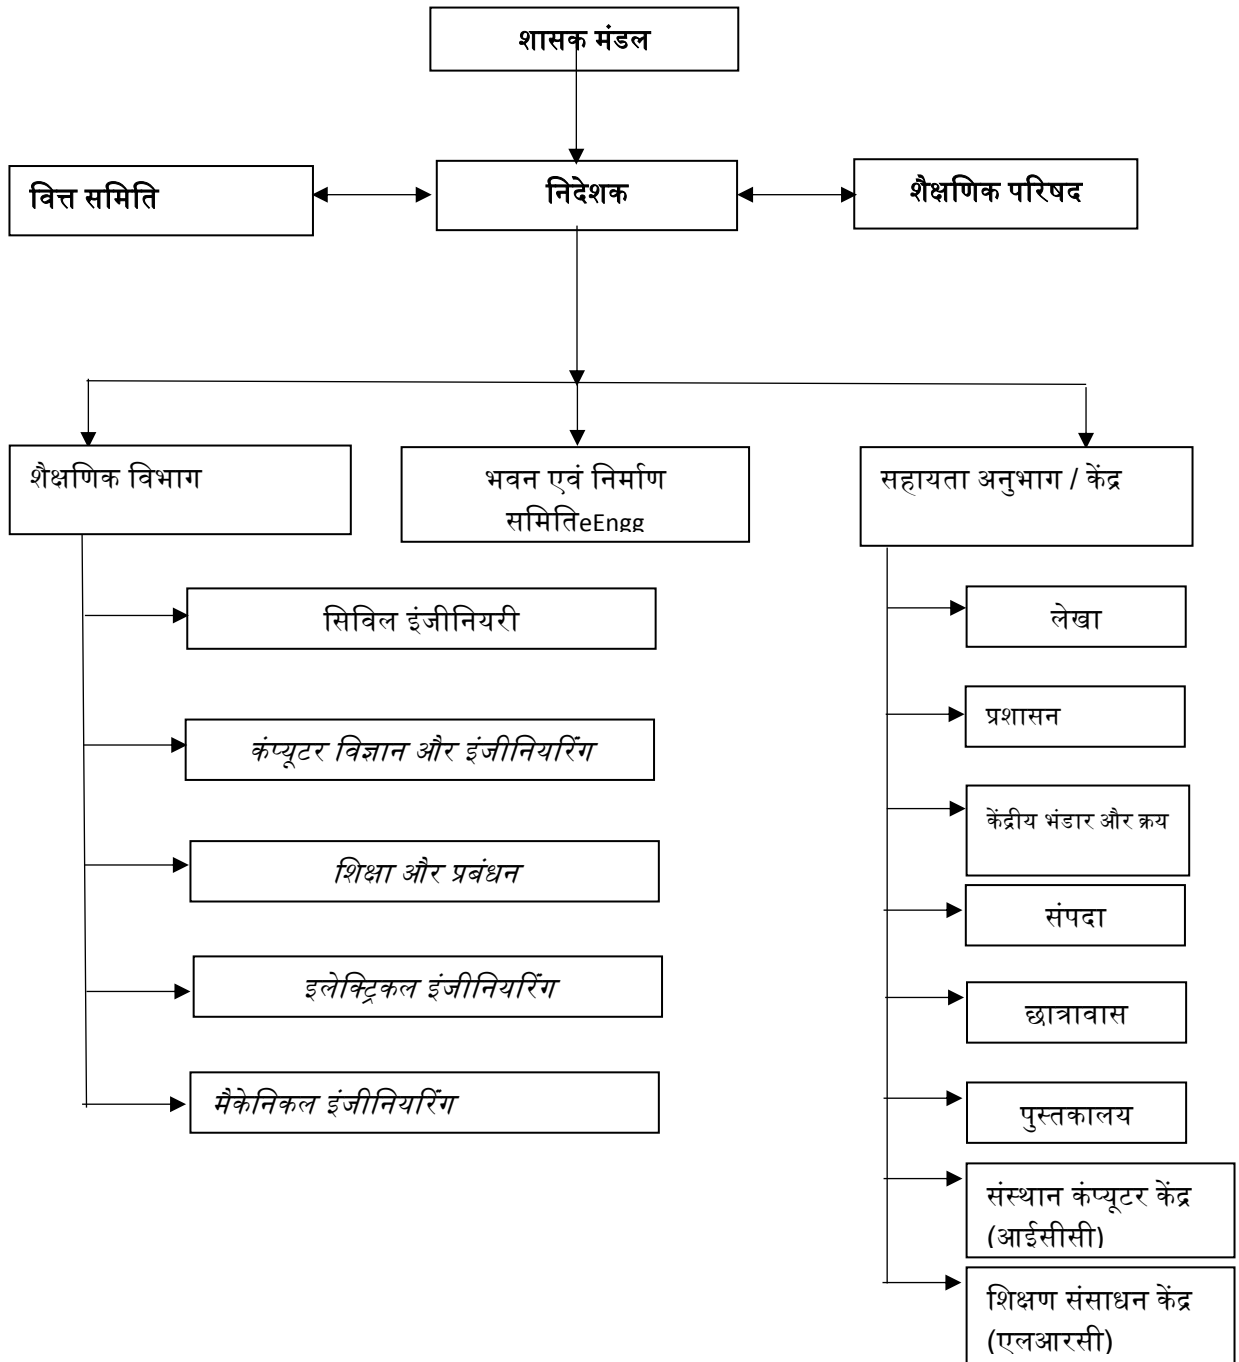 शासक मंडल
वित्त समिति
निदेशक
शैक्षणिक परिषद
शैक्षणिक विभाग
भवन एवं निर्माण
समितिeEngg
सहायता अनुभाग / केंद्र
सिविल इंजीनियरी
कंप्यूटर विज्ञान और इंजीनियरिंग
शिक्षा और प्रबंधन
इलेक्ट्रिकल इंजीनियरिंग
मैकेनिकल इंजीनियरिंग
लेखा
प्रशासन
केंद्रीय भंडार और क्रय
संपदा
छात्रावास
पुस्तकालय
संस्थान कंप्यूटर केंद्र
(आईसीसी)
शिक्षण संसाधन केंद्र
(एलआरसी)